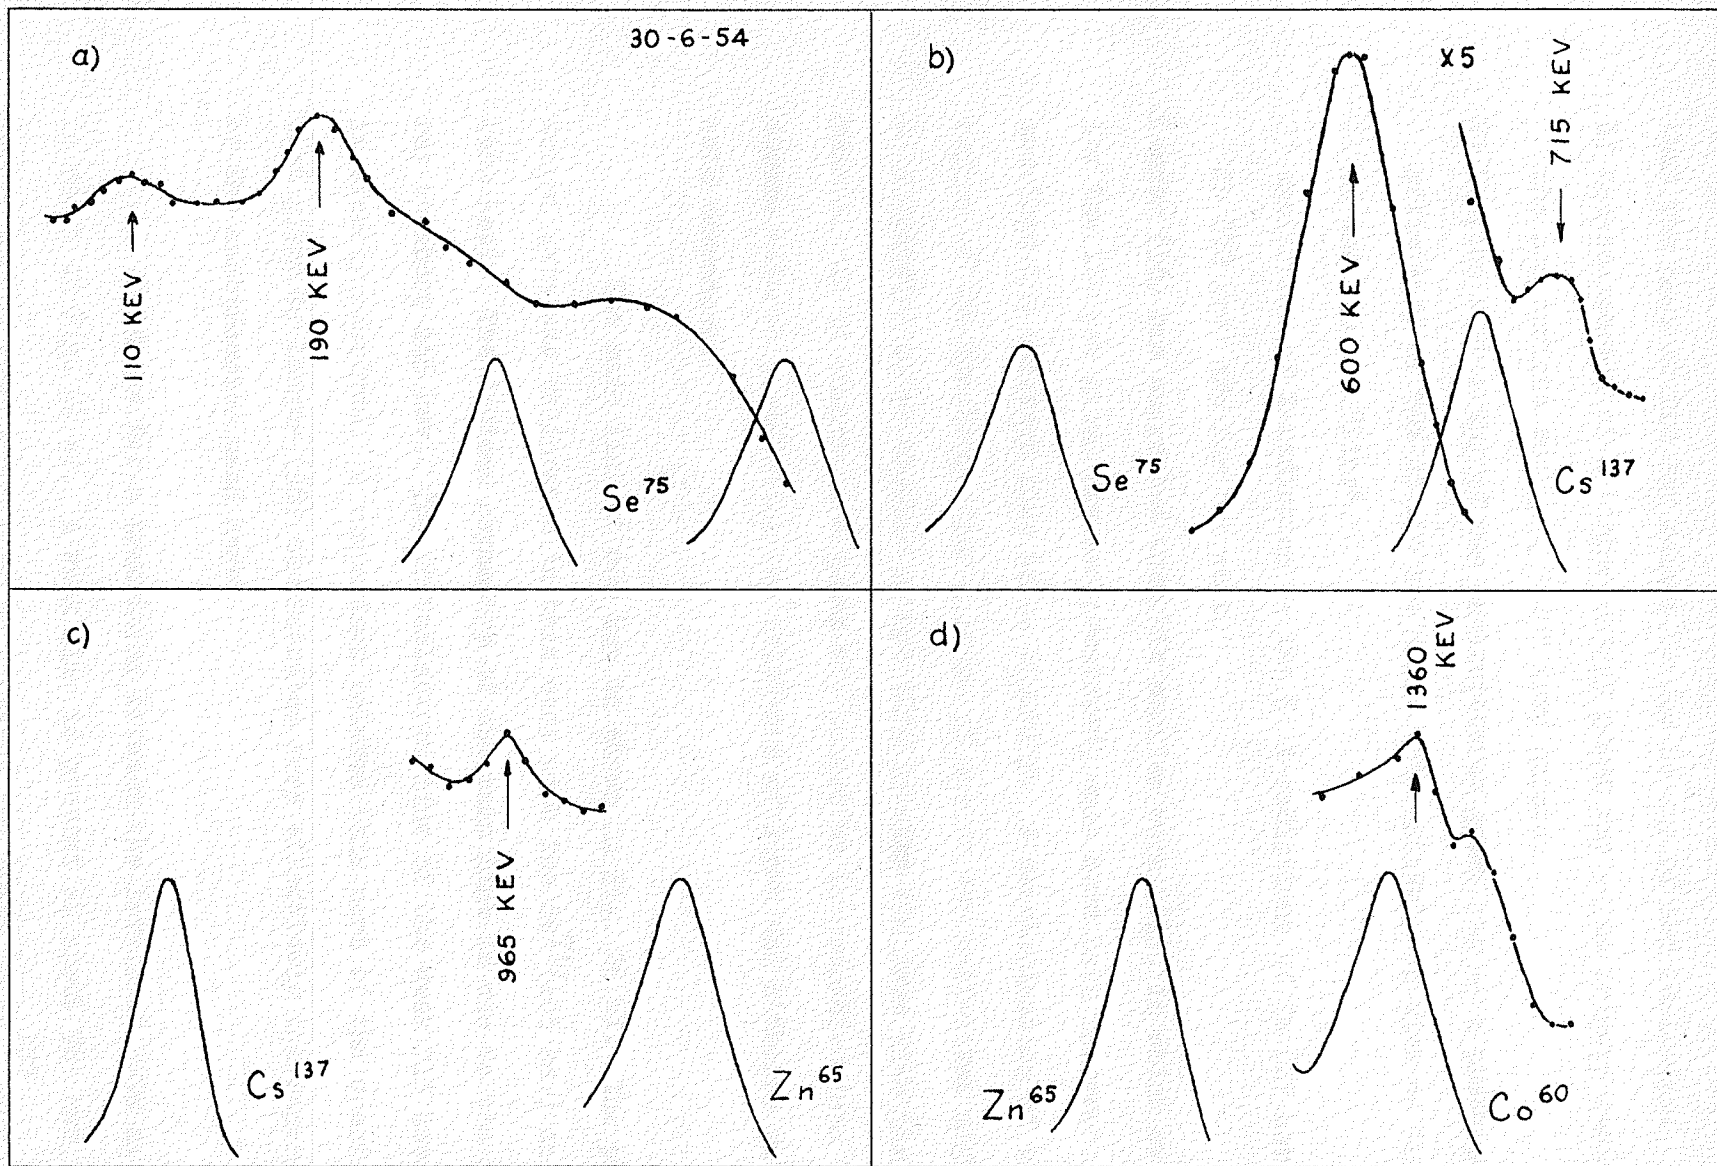 a)
30-6-54
110 KEV
190 KEV
Se⁷⁵
b)
X5
715 KEV
600 KEV
Se⁷⁵
Cs¹³⁷
c)
965 KEV
Cs¹³⁷
Zn⁶⁵
d)
1360
KEV
Zn⁶⁵
Co⁶⁰